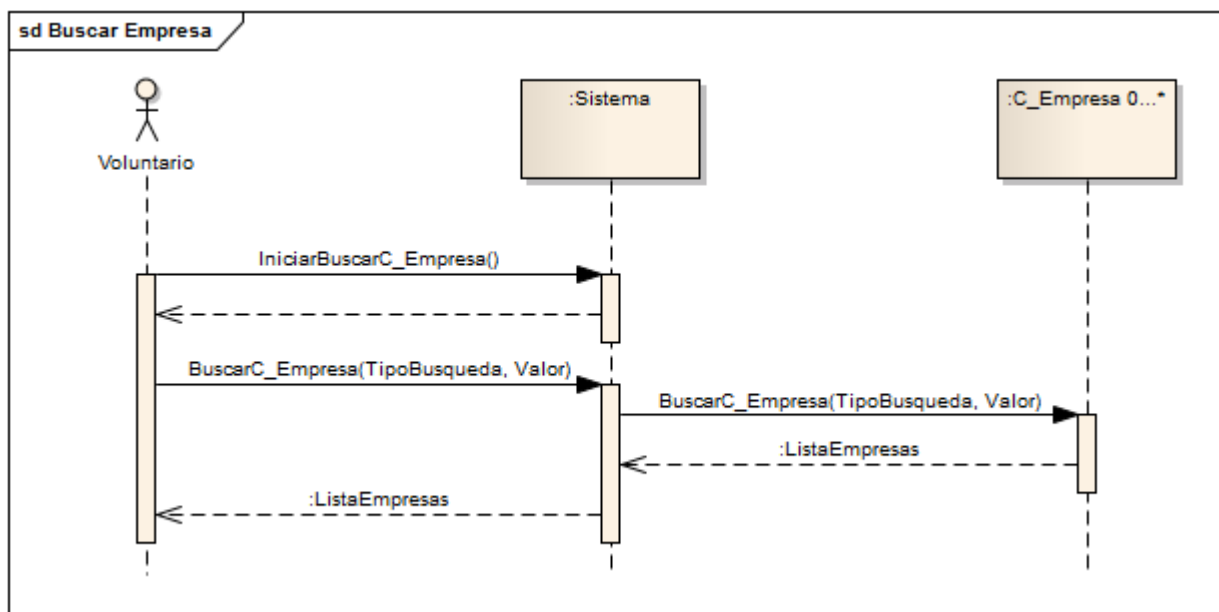 sd Buscar Empresa
Voluntario
:Sistema
:C_Empresa 0...*
IniciarBuscarC_Empresa()
BuscarC_Empresa(TipoBusqueda, Valor)
BuscarC_Empresa(TipoBusqueda, Valor)
:ListaEmpresas
:ListaEmpresas